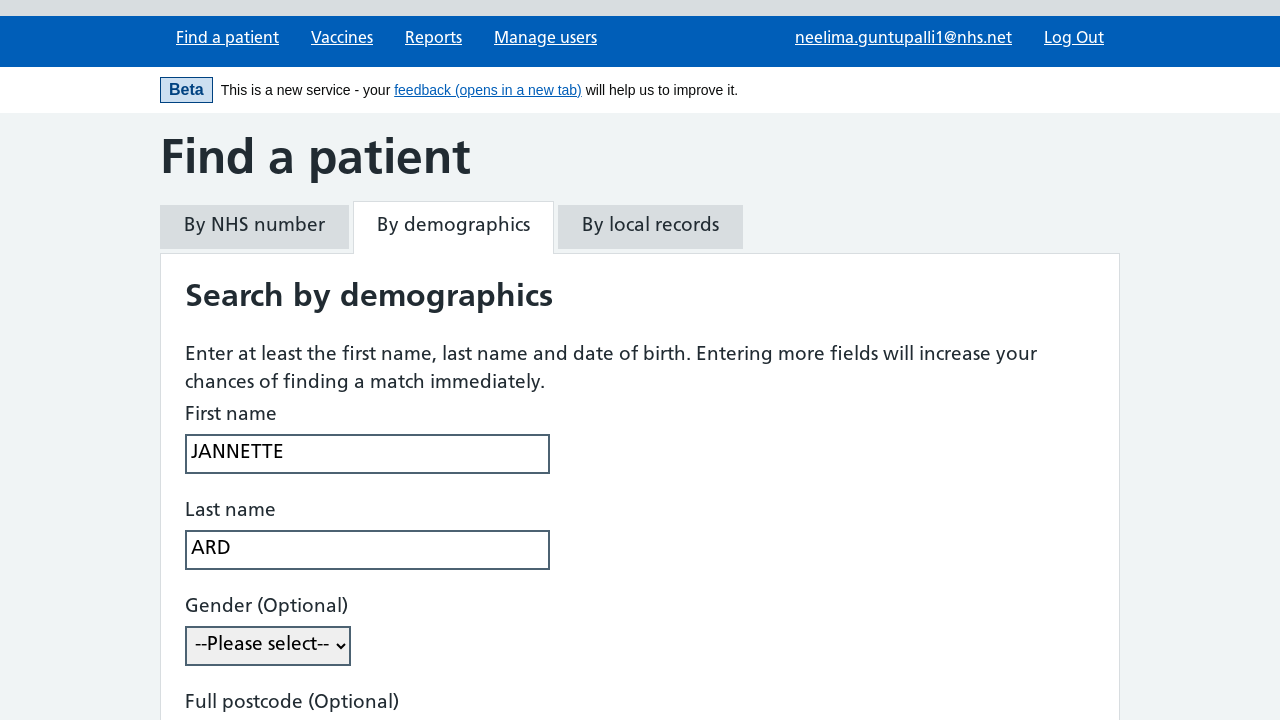 Find a patient Vaccines Reports Manage users neelima.guntupalli1@nhs.net Log Out
Beta This is a new service - your feedback (opens in a new tab) will help us to improve it.
Find a patient
By NHS number By demographics By local records
Search by demographics
Enter at least the first name, last name and date of birth. Entering more fields will increase your
chances of finding a match immediately.
First name
JANNETTE
Last name
ARD
Gender (Optional)
--Please select--
Full postcode (Optional)